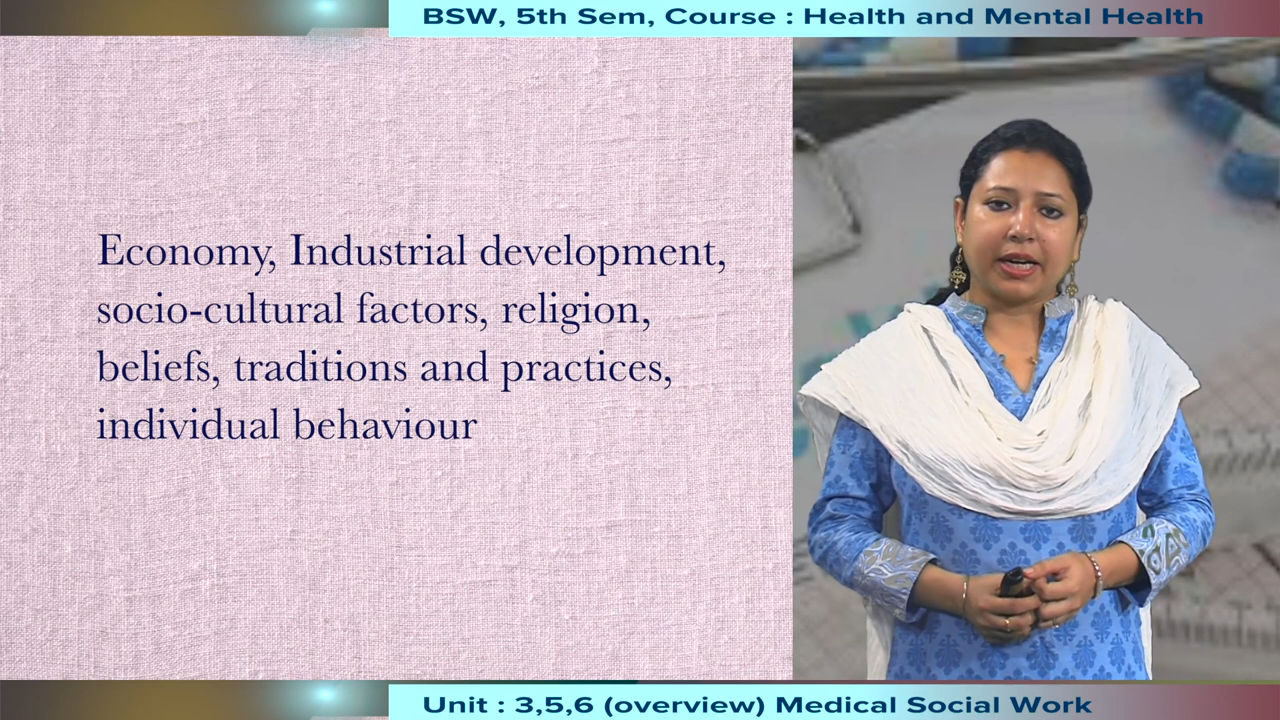 BSW, 5th Sem, Course : Health and Mental Health
Economy, Industrial development,
socio-cultural factors, religion,
beliefs, traditions and practices,
individual behaviour
Unit : 3,5,6 (overview) Medical Social Work